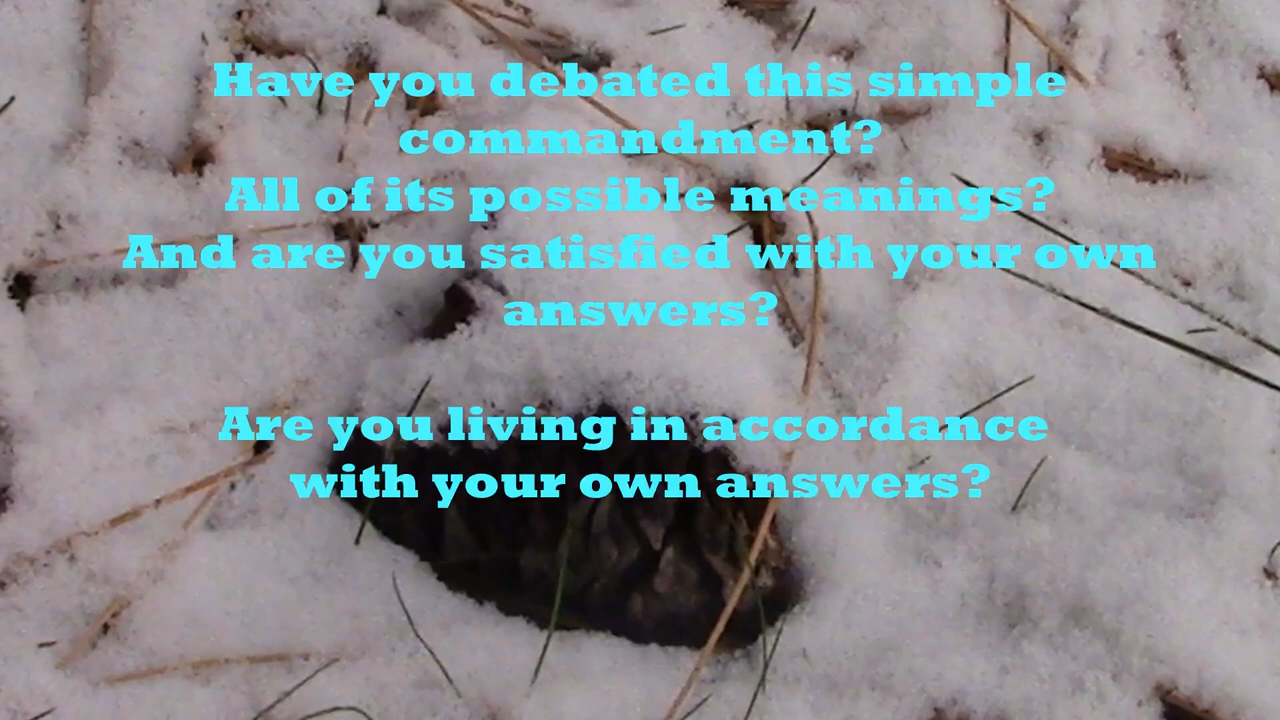 Have you debated this simple
commandment?
All of its possible meanings?
And are you satisfied with your own
answers?
Are you living in accordance
with your own answers?